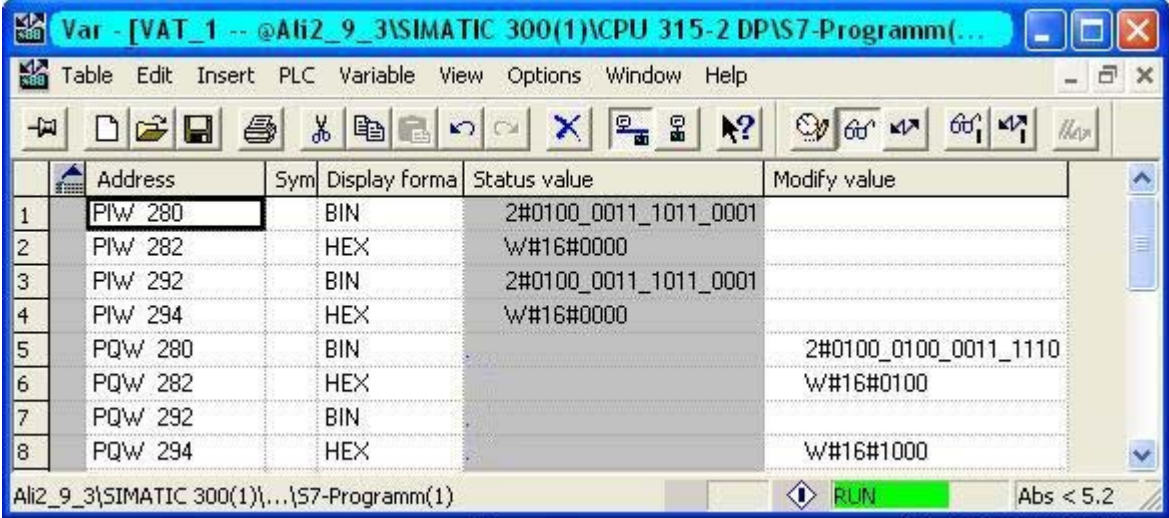 Var - [VAT_1 -- @Ali2_9_3\SIMATIC 300(1)\CPU 315-2 DP\S7-Programm(...
Table Edit Insert PLC Variable View Options Window Help
Address Sym Display forma Status value Modify value
1 PIW 280 BIN 2#0100_0011_1011_0001
2 PIW 282 HEX W#16#0000
3 PIW 292 BIN 2#0100_0011_1011_0001
4 PIW 294 HEX W#16#0000
5 PQW 280 BIN 2#0100_0100_0011_1110
6 PQW 282 HEX W#16#0100
7 PQW 292 BIN
8 PQW 294 HEX W#16#1000
Ali2_9_3\SIMATIC 300(1)\...\S7-Programm(1) RUN Abs < 5.2